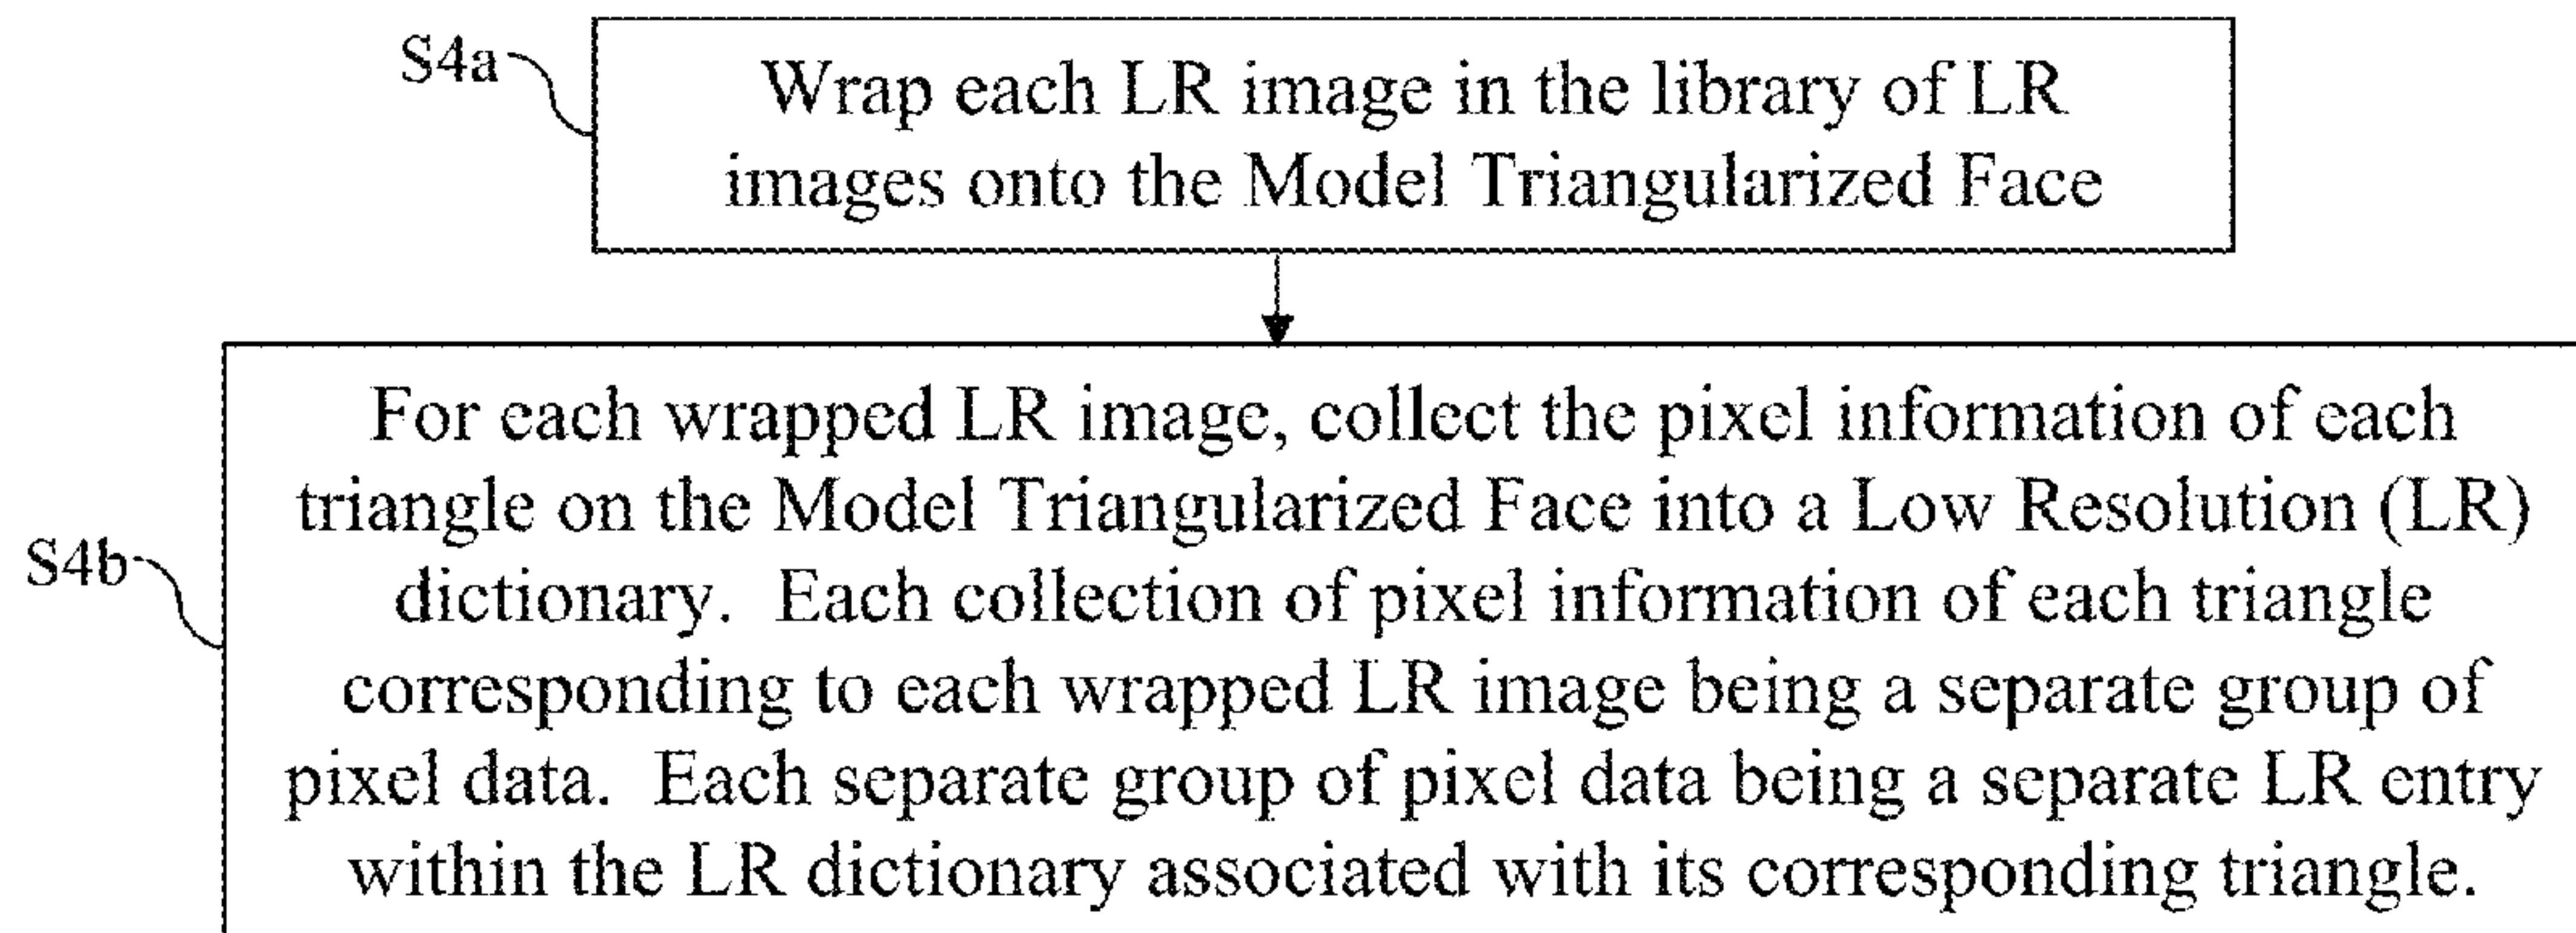 S4a
Wrap each LR image in the library of LR
images onto the Model Triangularized Face
S4b
For each wrapped LR image, collect the pixel information of each
triangle on the Model Triangularized Face into a Low Resolution (LR)
dictionary.  Each collection of pixel information of each triangle
corresponding to each wrapped LR image being a separate group of
pixel data.  Each separate group of pixel data being a separate LR entry
within the LR dictionary associated with its corresponding triangle.